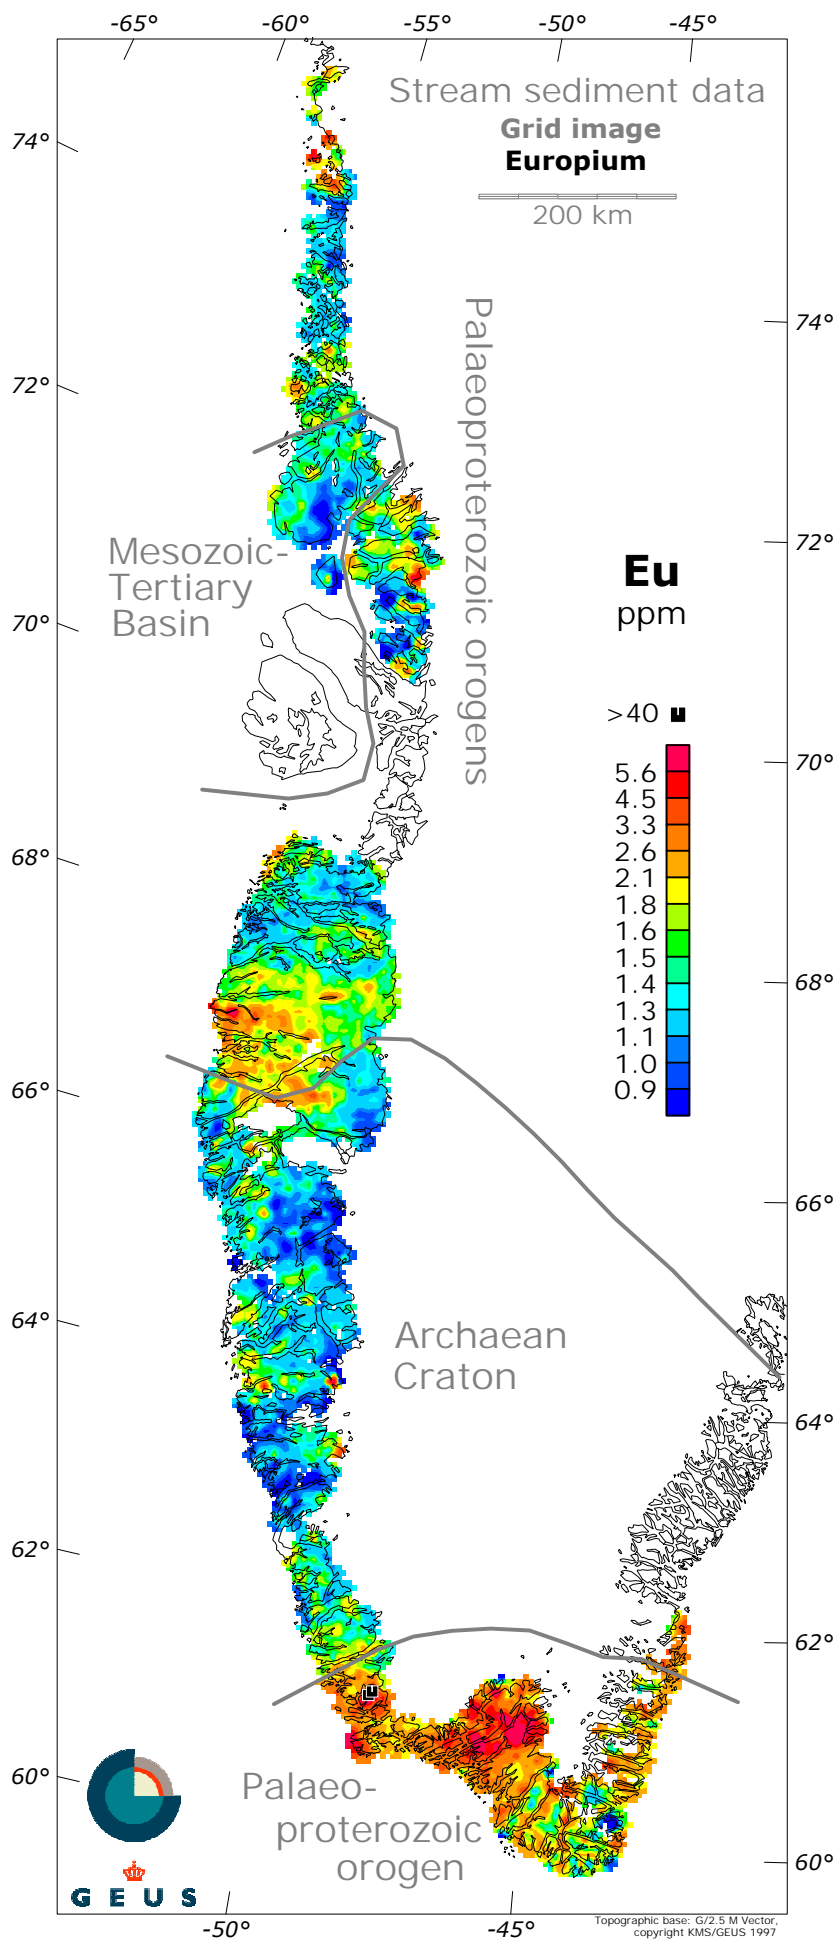 -65° -60° -55° -50° -45°
Stream sediment data
Grid image
Europium
200 km
74°
72°
70°
68°
66°
64°
62°
60°
74°
72°
70°
68°
66°
64°
62°
60°
Palaeoproterozoic orogens
Mesozoic-
Tertiary
Basin
Eu
ppm
>40
5.6
4.5
3.3
2.6
2.1
1.8
1.6
1.5
1.4
1.3
1.1
1.0
0.9
Archaean
Craton
Palaeo-
proterozoic
orogen
G E U S
-50° -45°
Topographic base: G/2.5 M Vector,
copyright KMS/GEUS 1997